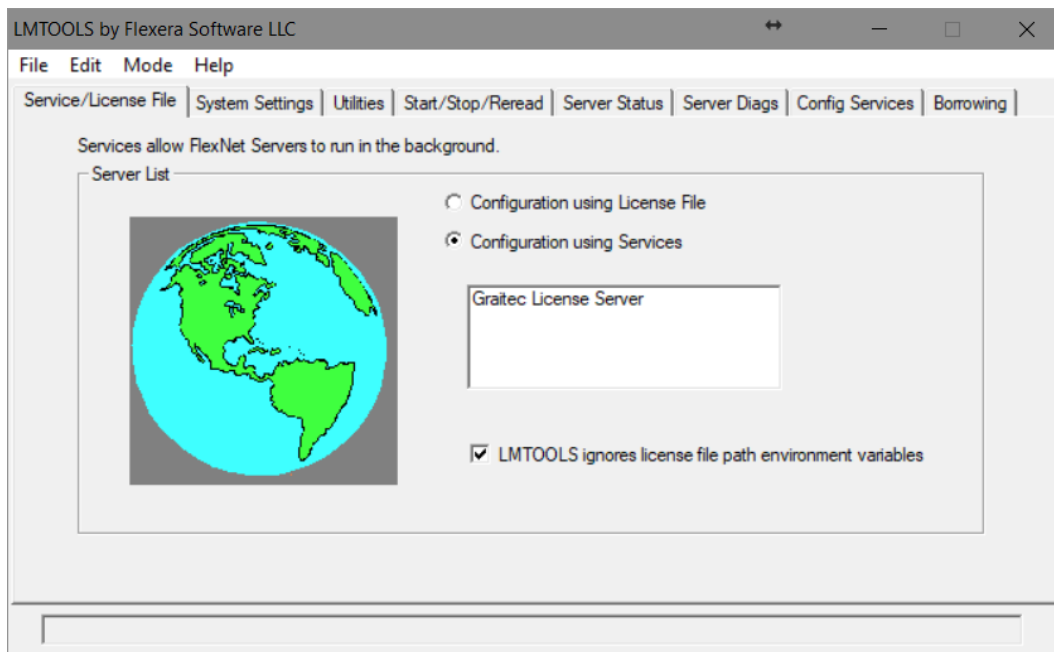 LMTOOLS by Flexera Software LLC
File Edit Mode Help
Service/License File System Settings Utilities Start/Stop/Reread Server Status Server Diags Config Services Borrowing
Services allow FlexNet Servers to run in the background.
Server List
Configuration using License File
Configuration using Services
Graitec License Server
LMTOOLS ignores license file path environment variables